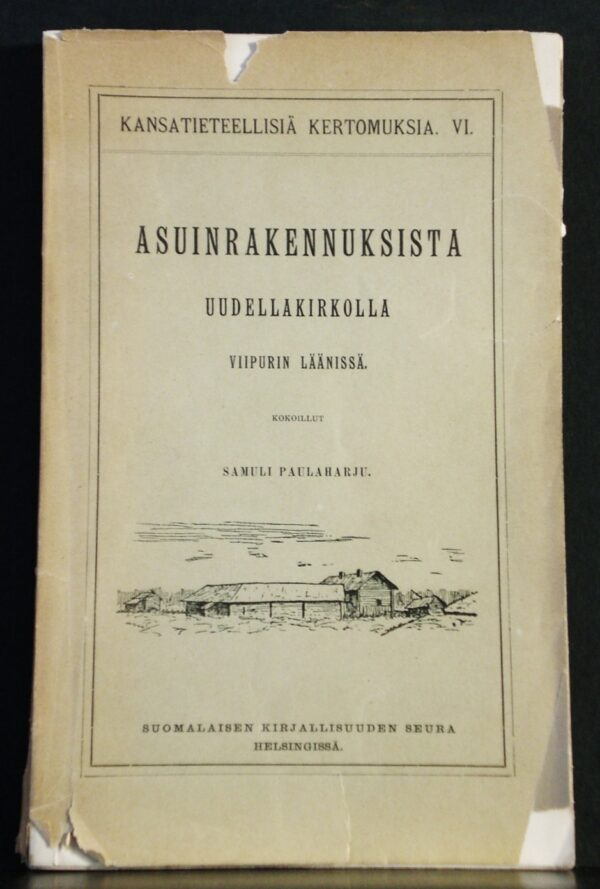 KANSATIETEELLISIÄ KERTOMUKSIA. VI.
ASUINRAKENNUKSISTA
UUDELLAKIRKOLLA
VIIPURIN LÄÄNISSÄ.
KOKOILLUT
SAMULI PAULAHARJU.
SUOMALAISEN KIRJALLISUUDEN SEURA
HELSINGISSÄ.